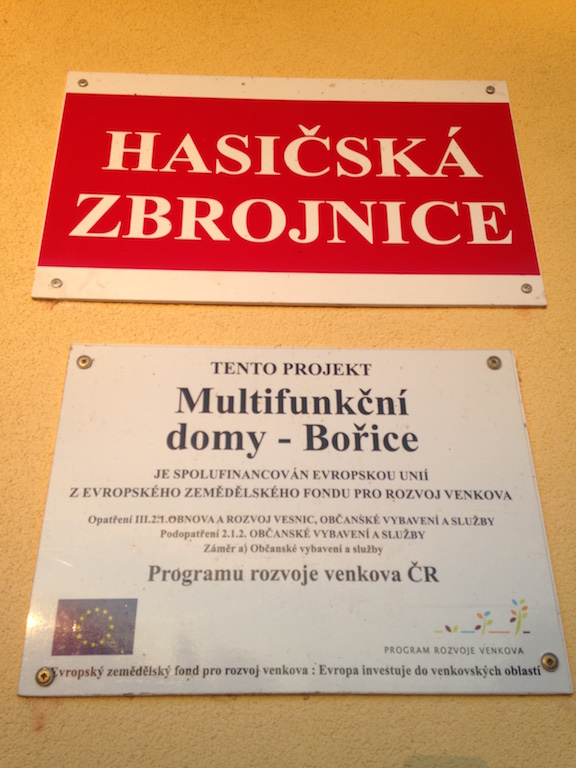 HASIČSKÁ
ZBROJNICE
TENTO PROJEKT
Multifunkční
domy - Bořice
JE SPOLUFINANCOVÁN EVROPSKOU UNIÍ
Z EVROPSKÉHO ZEMĚDĚLSKÉHO FONDU PRO ROZVOJ VENKOVA
Opatření III.2.1.OBNOVA A ROZVOJ VESNIC, OBČANSKÉ VYBAVENÍ A SLUŽBY
Podopatření 2.1.2. OBČANSKÉ VYBAVENÍ A SLUŽBY
Záměr a) Občanské vybavení a služby
Programu rozvoje venkova ČR
PROGRAM ROZVOJE VENKOVA
Evropský zemědělský fond pro rozvoj venkova : Evropa investuje do venkovských oblastí